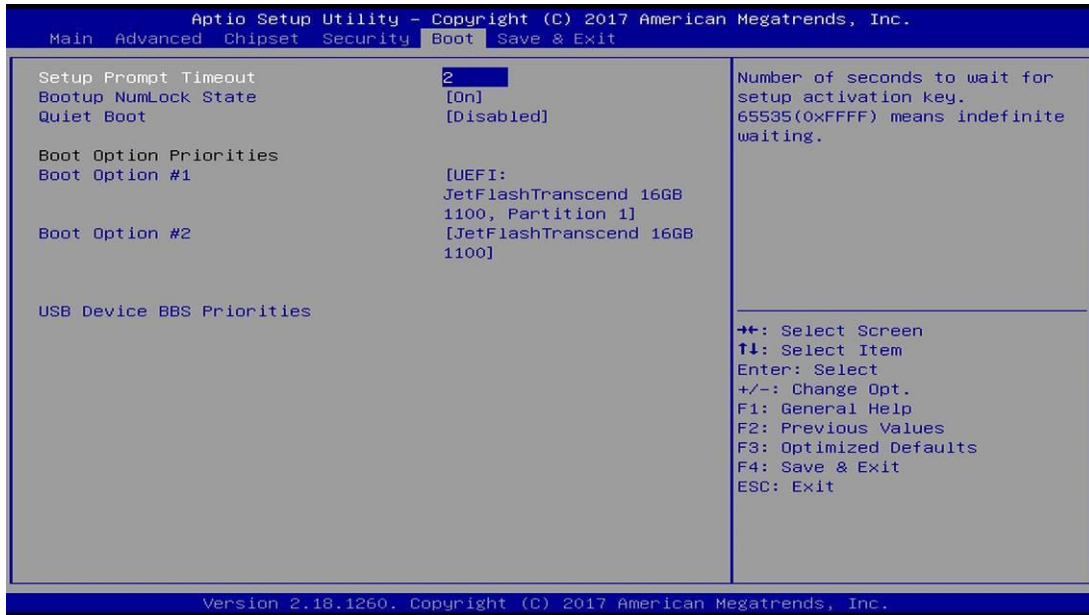 Aptio Setup Utility – Copyright (C) 2017 American Megatrends, Inc.
Main Advanced Chipset Security Boot Save & Exit
Setup Prompt Timeout 2
Bootup NumLock State [On]
Quiet Boot [Disabled]
Boot Option Priorities
Boot Option #1 [UEFI:
JetFlashTranscend 16GB
1100, Partition 1]
Boot Option #2 [JetFlashTranscend 16GB
1100]
USB Device BBS Priorities
Number of seconds to wait for
setup activation key.
65535(0xFFFF) means indefinite
waiting.
→←: Select Screen
↑↓: Select Item
Enter: Select
+/-: Change Opt.
F1: General Help
F2: Previous Values
F3: Optimized Defaults
F4: Save & Exit
ESC: Exit
Version 2.18.1260. Copyright (C) 2017 American Megatrends, Inc.